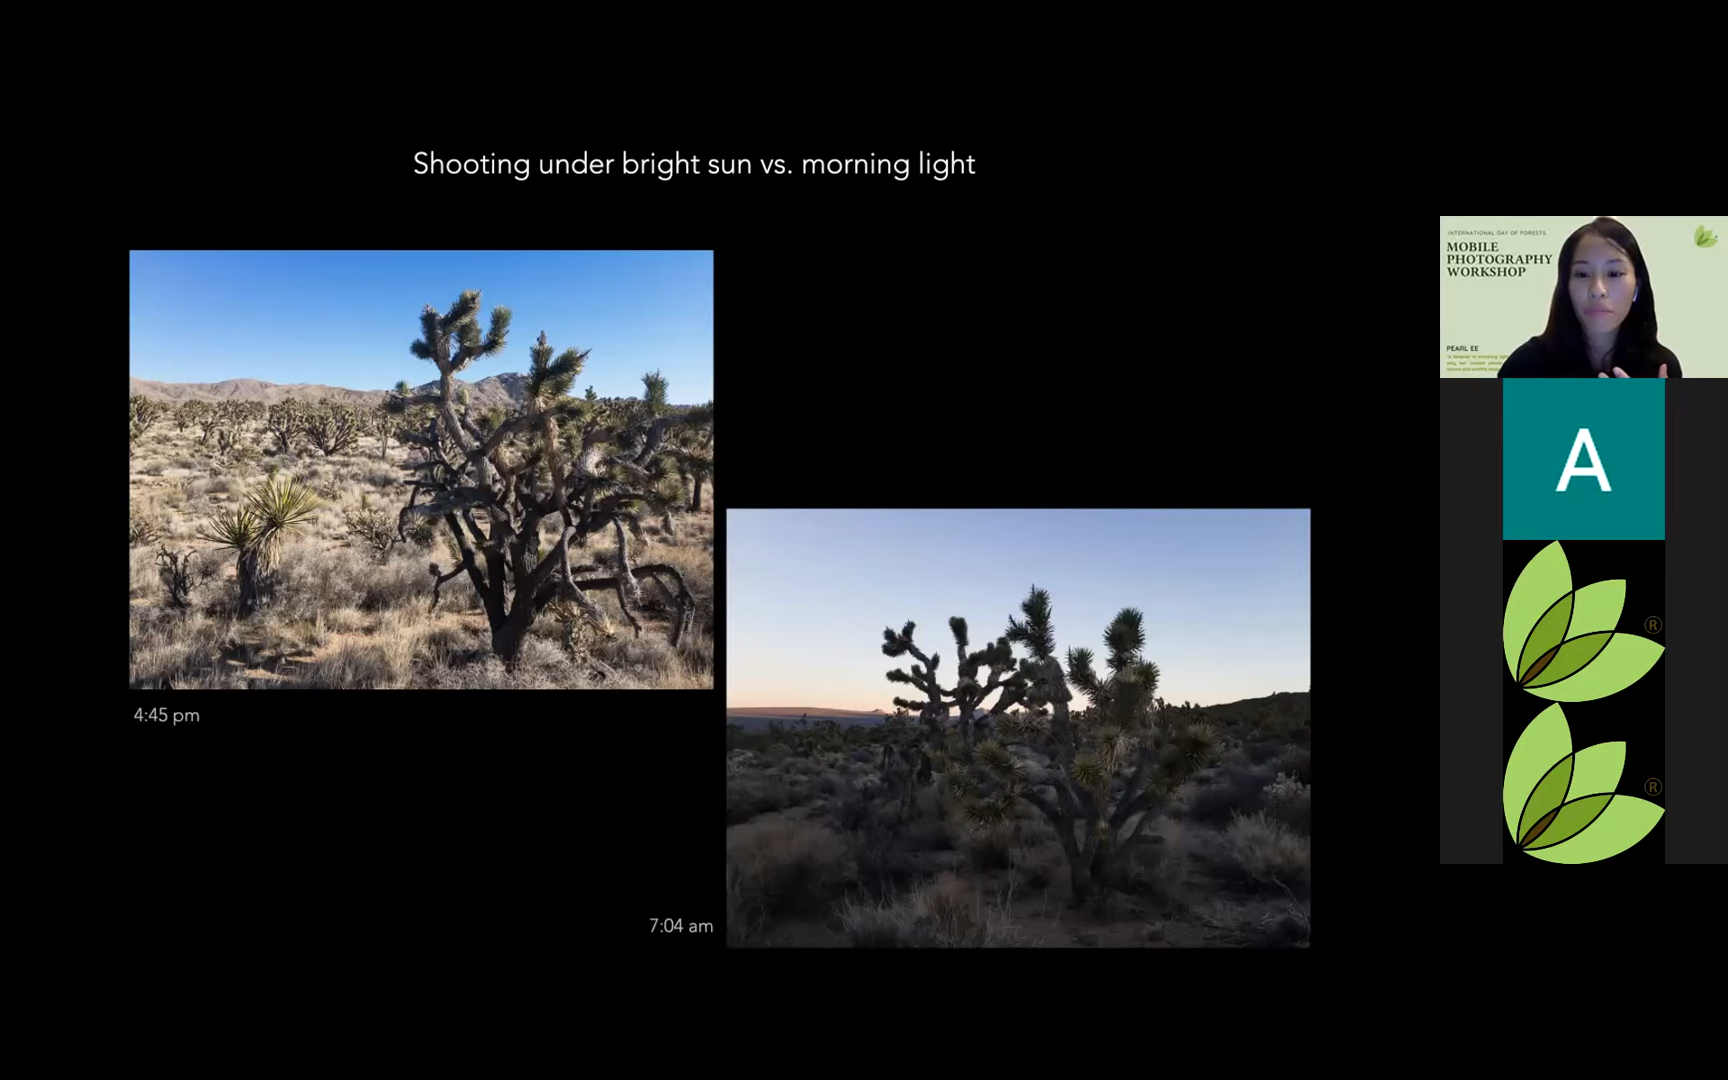 Shooting under bright sun vs. morning light
4:45 pm
7:04 am
INTERNATIONAL DAY OF FORESTS
MOBILE
PHOTOGRAPHY
WORKSHOP
PEARL EE
A
®
®